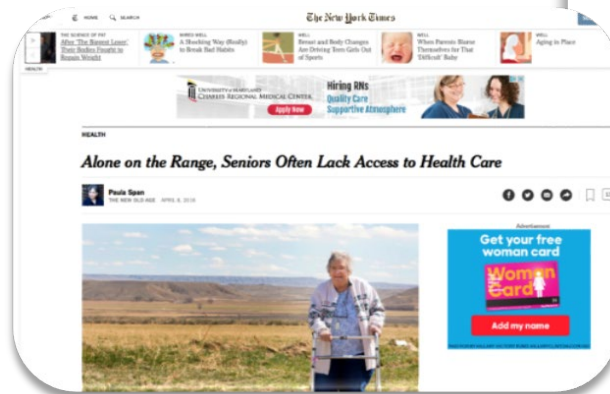 HOME
SEARCH
The New York Times
THE SCIENCE OF FAT
After 'The Biggest Loser,'
Their Bodies Fought to
Regain Weight
WIRED WELL
A Shocking Way (Really)
to Break Bad Habits
WELL
Breast and Body Changes
Are Driving Teen Girls Out
of Sports
WELL
When Parents Blame
Themselves for That
'Difficult' Baby
WELL
Aging in Place
HEALTH
UNIVERSITY of MARYLAND
CHARLES REGIONAL MEDICAL CENTER
Apply Now
Hiring RNs
Quality Care
Supportive Atmosphere
HEALTH
Alone on the Range, Seniors Often Lack Access to Health Care
Paula Span
THE NEW OLD AGE APRIL 8, 2016
Advertisement
Get your free
woman card
Woman
Card
Add my name